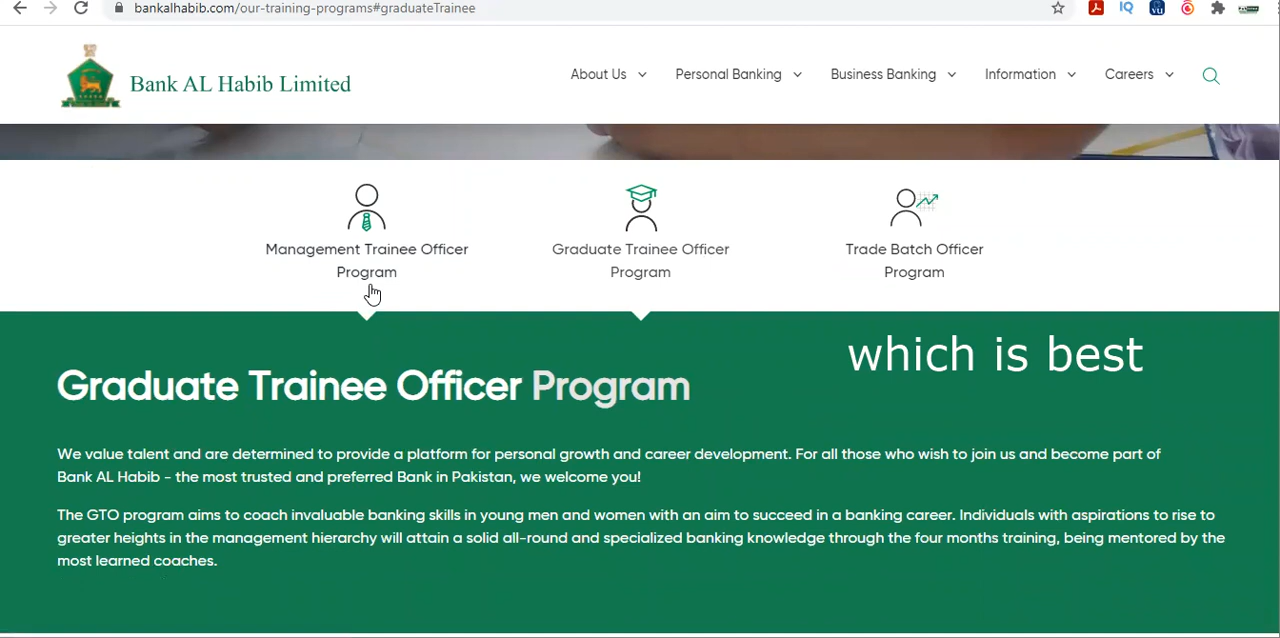 bankalhabib.com/our-training-programs#graduateTrainee
IQ
VU
Bank AL Habib Limited
About Us
Personal Banking
Business Banking
Information
Careers
Management Trainee Officer
Program
Graduate Trainee Officer
Program
Trade Batch Officer
Program
which is best
Graduate Trainee Officer Program
We value talent and are determined to provide a platform for personal growth and career development. For all those who wish to join us and become part of
Bank AL Habib - the most trusted and preferred Bank in Pakistan, we welcome you!
The GTO program aims to coach invaluable banking skills in young men and women with an aim to succeed in a banking career. Individuals with aspirations to rise to
greater heights in the management hierarchy will attain a solid all-round and specialized banking knowledge through the four months training, being mentored by the
most learned coaches.